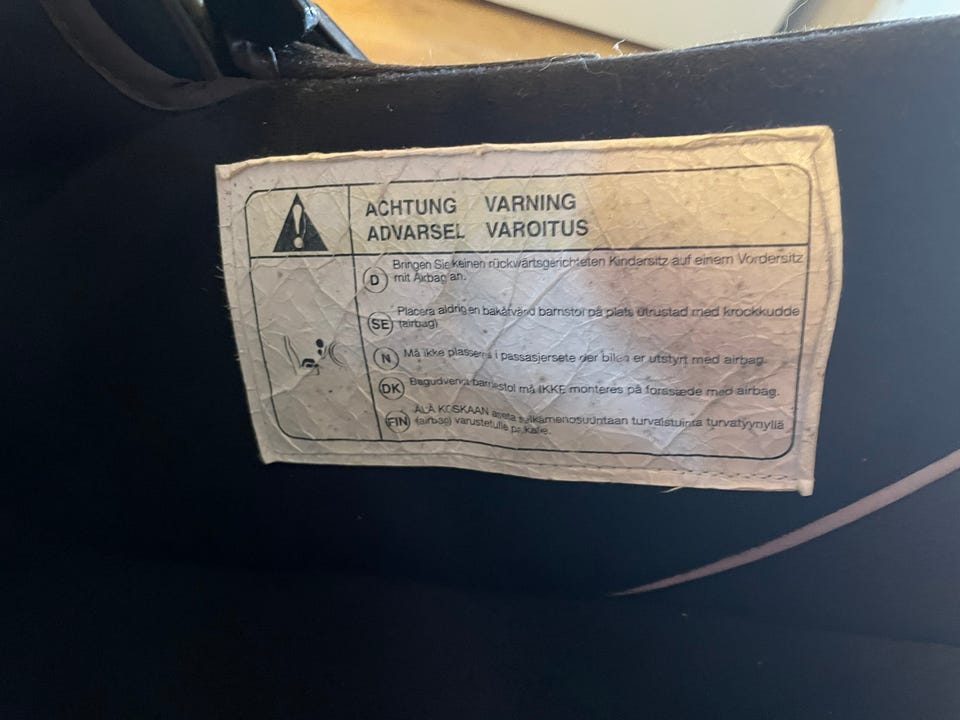 ACHTUNG VARNING
ADVARSEL VAROITUS
D
Bringen Sie keinen rückwärtsgerichteten Kindersitz auf einem Vordersitz
mit Airbag an.
SE
Placera aldrig en bakåtvänd barnstol på plats utrustad med krockkudde
(airbag)
N
Må ikke plasseres i passasjersete der bilen er utstyrt med airbag.
DK
Bagudvendt barnestol må IKKE monteres på forsæde med airbag.
FIN
ÄLÄ KOSKAAN aseta selkämenosuuntaan turvaistuinta turvatyynyllä
(airbag) varustetulle paikalle.